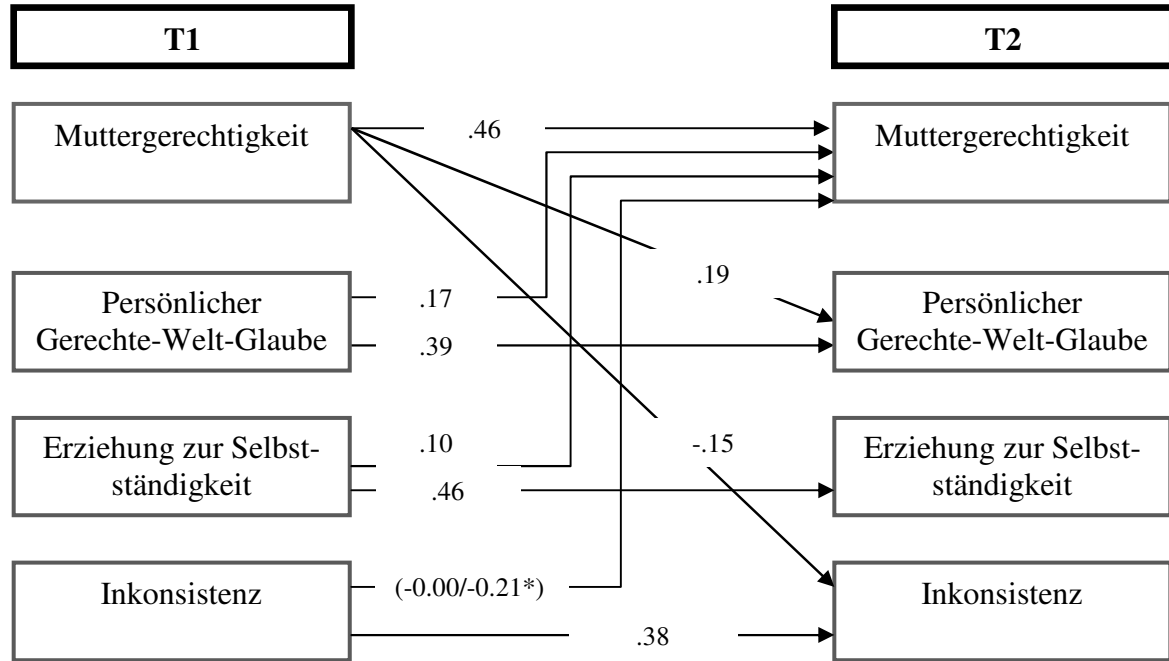 T1
T2
Muttergerechtigkeit
.46
Muttergerechtigkeit
.19
Persönlicher
Gerechte-Welt-Glaube
.17
.39
Persönlicher
Gerechte-Welt-Glaube
Erziehung zur Selbst-
ständigkeit
.10
.46
-.15
Erziehung zur Selbst-
ständigkeit
Inkonsistenz
(-0.00/-0.21*)
.38
Inkonsistenz